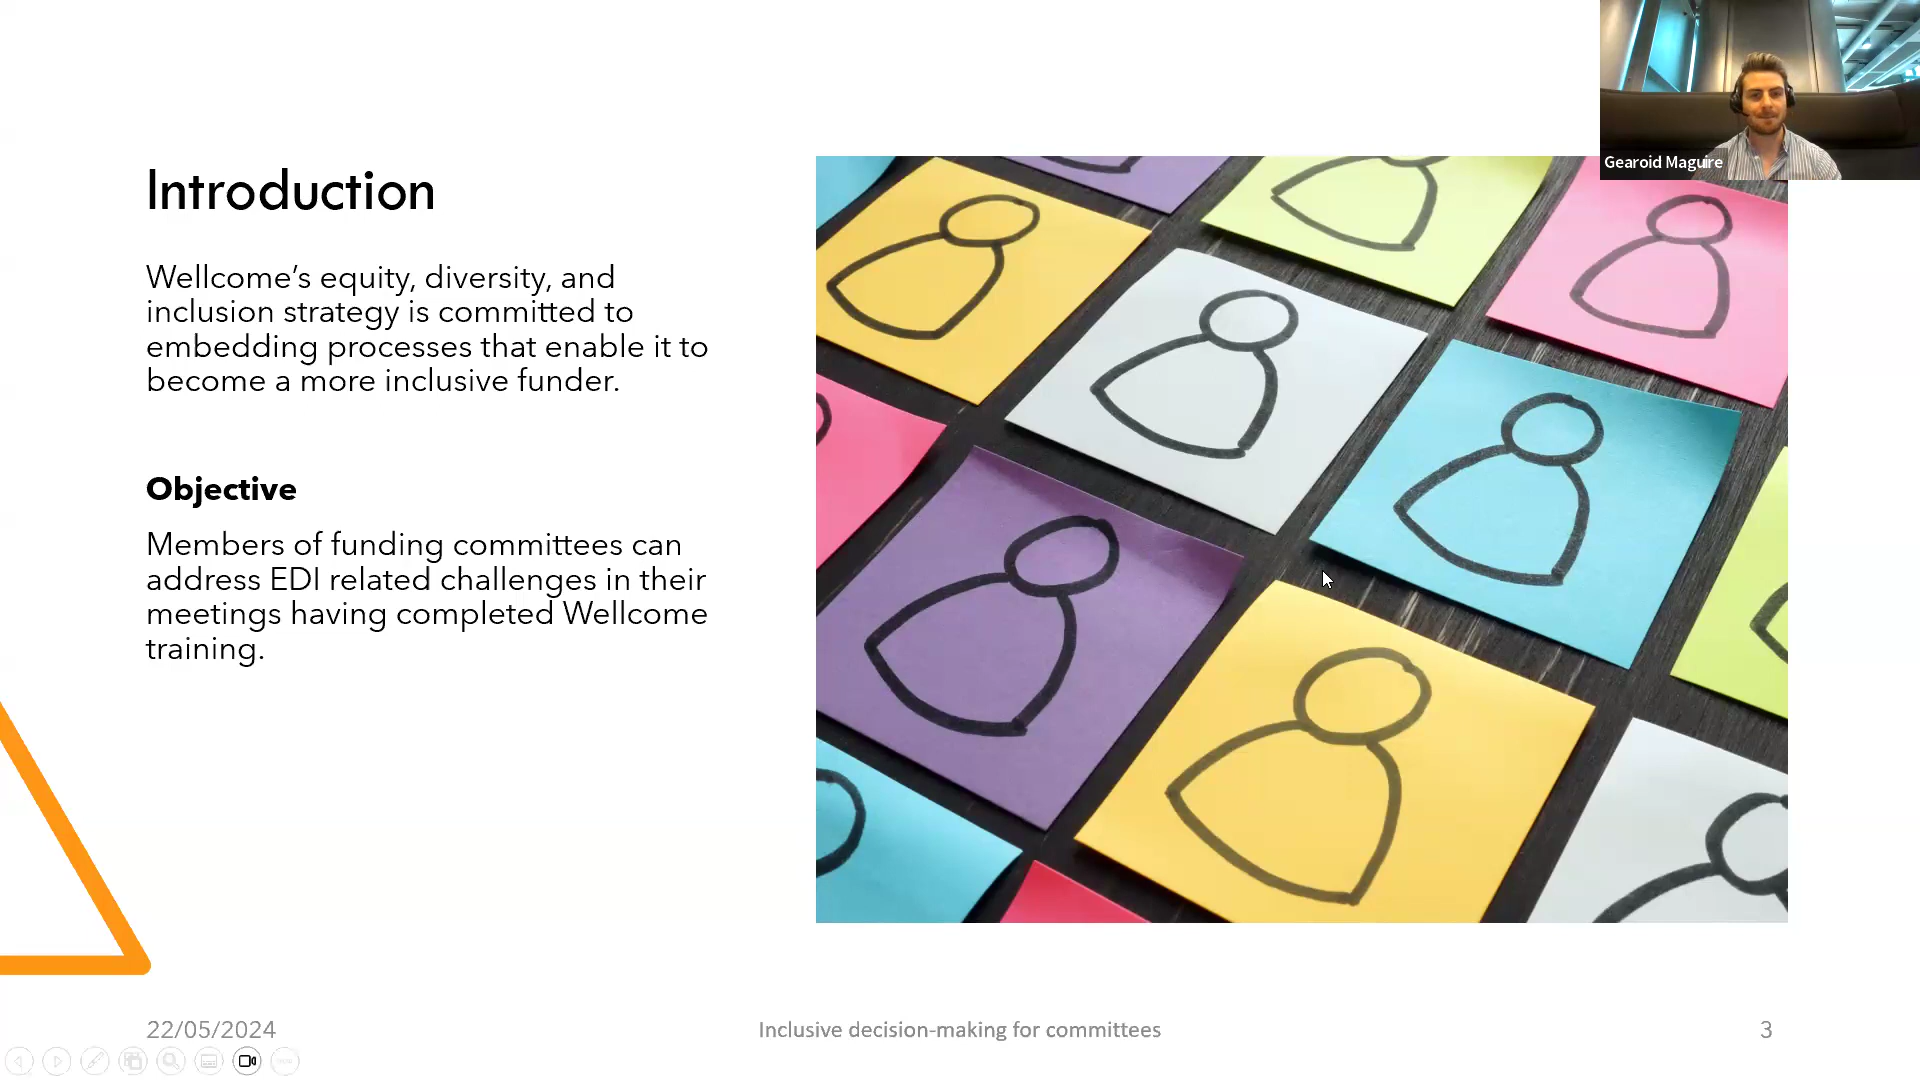 Gearoid Maguire
Introduction
Wellcome’s equity, diversity, and
inclusion strategy is committed to
embedding processes that enable it to
become a more inclusive funder.
Objective
Members of funding committees can
address EDI related challenges in their
meetings having completed Wellcome
training.
22/05/2024
Inclusive decision-making for committees
3